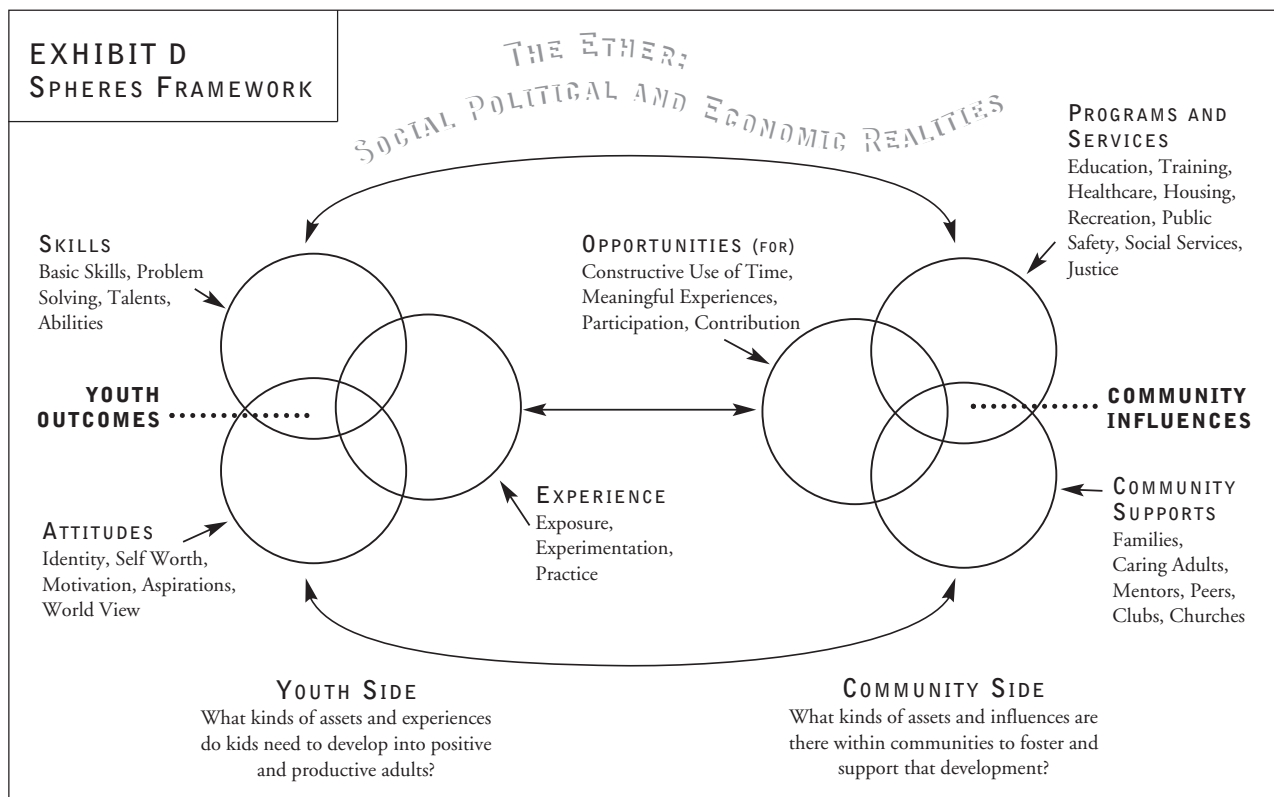 EXHIBIT D
SPHERES FRAMEWORK
THE ETHER:
SOCIAL POLITICAL AND ECONOMIC REALITIES
SKILLS
Basic Skills, Problem
Solving, Talents,
Abilities
YOUTH
OUTCOMES
ATTITUDES
Identity, Self Worth,
Motivation, Aspirations,
World View
EXPERIENCE
Exposure,
Experimentation,
Practice
OPPORTUNITIES (FOR)
Constructive Use of Time,
Meaningful Experiences,
Participation, Contribution
PROGRAMS AND
SERVICES
Education, Training,
Healthcare, Housing,
Recreation, Public
Safety, Social Services,
Justice
COMMUNITY
INFLUENCES
COMMUNITY
SUPPORTS
Families,
Caring Adults,
Mentors, Peers,
Clubs, Churches
YOUTH SIDE
What kinds of assets and experiences
do kids need to develop into positive
and productive adults?
COMMUNITY SIDE
What kinds of assets and influences are
there within communities to foster and
support that development?